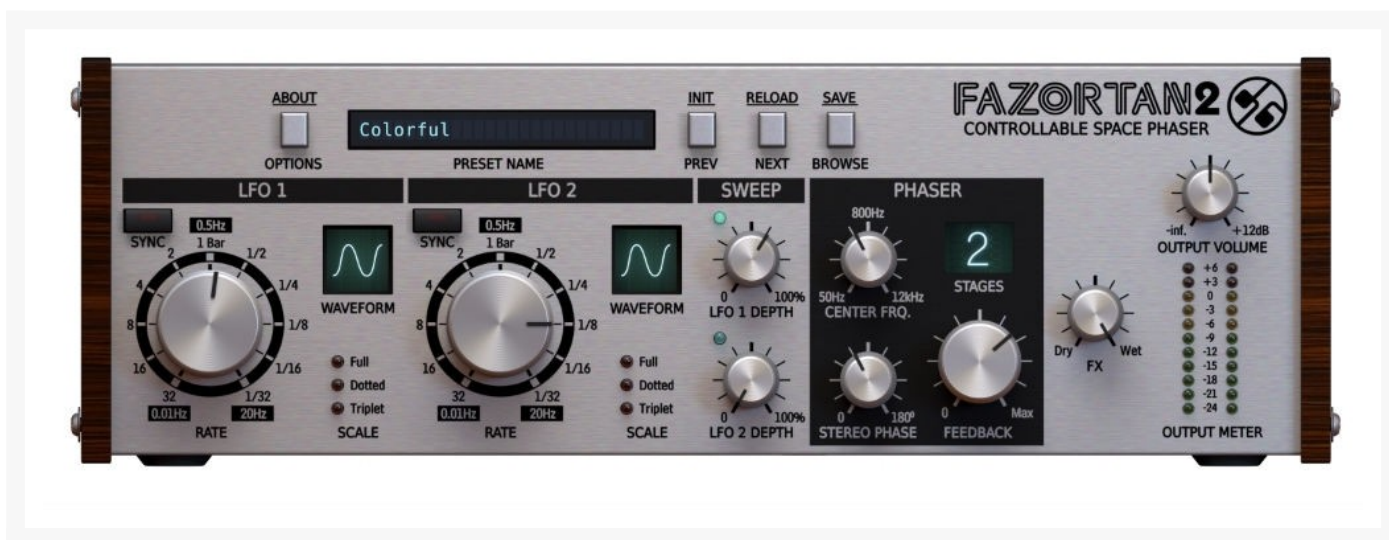 FAZORTAN2
CONTROLLABLE SPACE PHASER
ABOUT
OPTIONS
Colorful
PRESET NAME
INIT
PREV
RELOAD
NEXT
SAVE
BROWSE
LFO 1
SYNC
0.5Hz
1 Bar
2
1/2
4
1/4
8
1/8
16
1/16
32
1/32
0.01Hz
20Hz
RATE
WAVEFORM
Full
Dotted
Triplet
SCALE
LFO 2
SYNC
0.5Hz
1 Bar
2
1/2
4
1/4
8
1/8
16
1/16
32
1/32
0.01Hz
20Hz
RATE
WAVEFORM
Full
Dotted
Triplet
SCALE
SWEEP
0
100%
LFO 1 DEPTH
0
100%
LFO 2 DEPTH
PHASER
800Hz
50Hz
12kHz
CENTER FRQ.
2
STAGES
0
180º
STEREO PHASE
0
Max
FEEDBACK
Dry
Wet
FX
-inf.
+12dB
OUTPUT VOLUME
+6
+3
0
-3
-6
-9
-12
-15
-18
-21
-24
OUTPUT METER